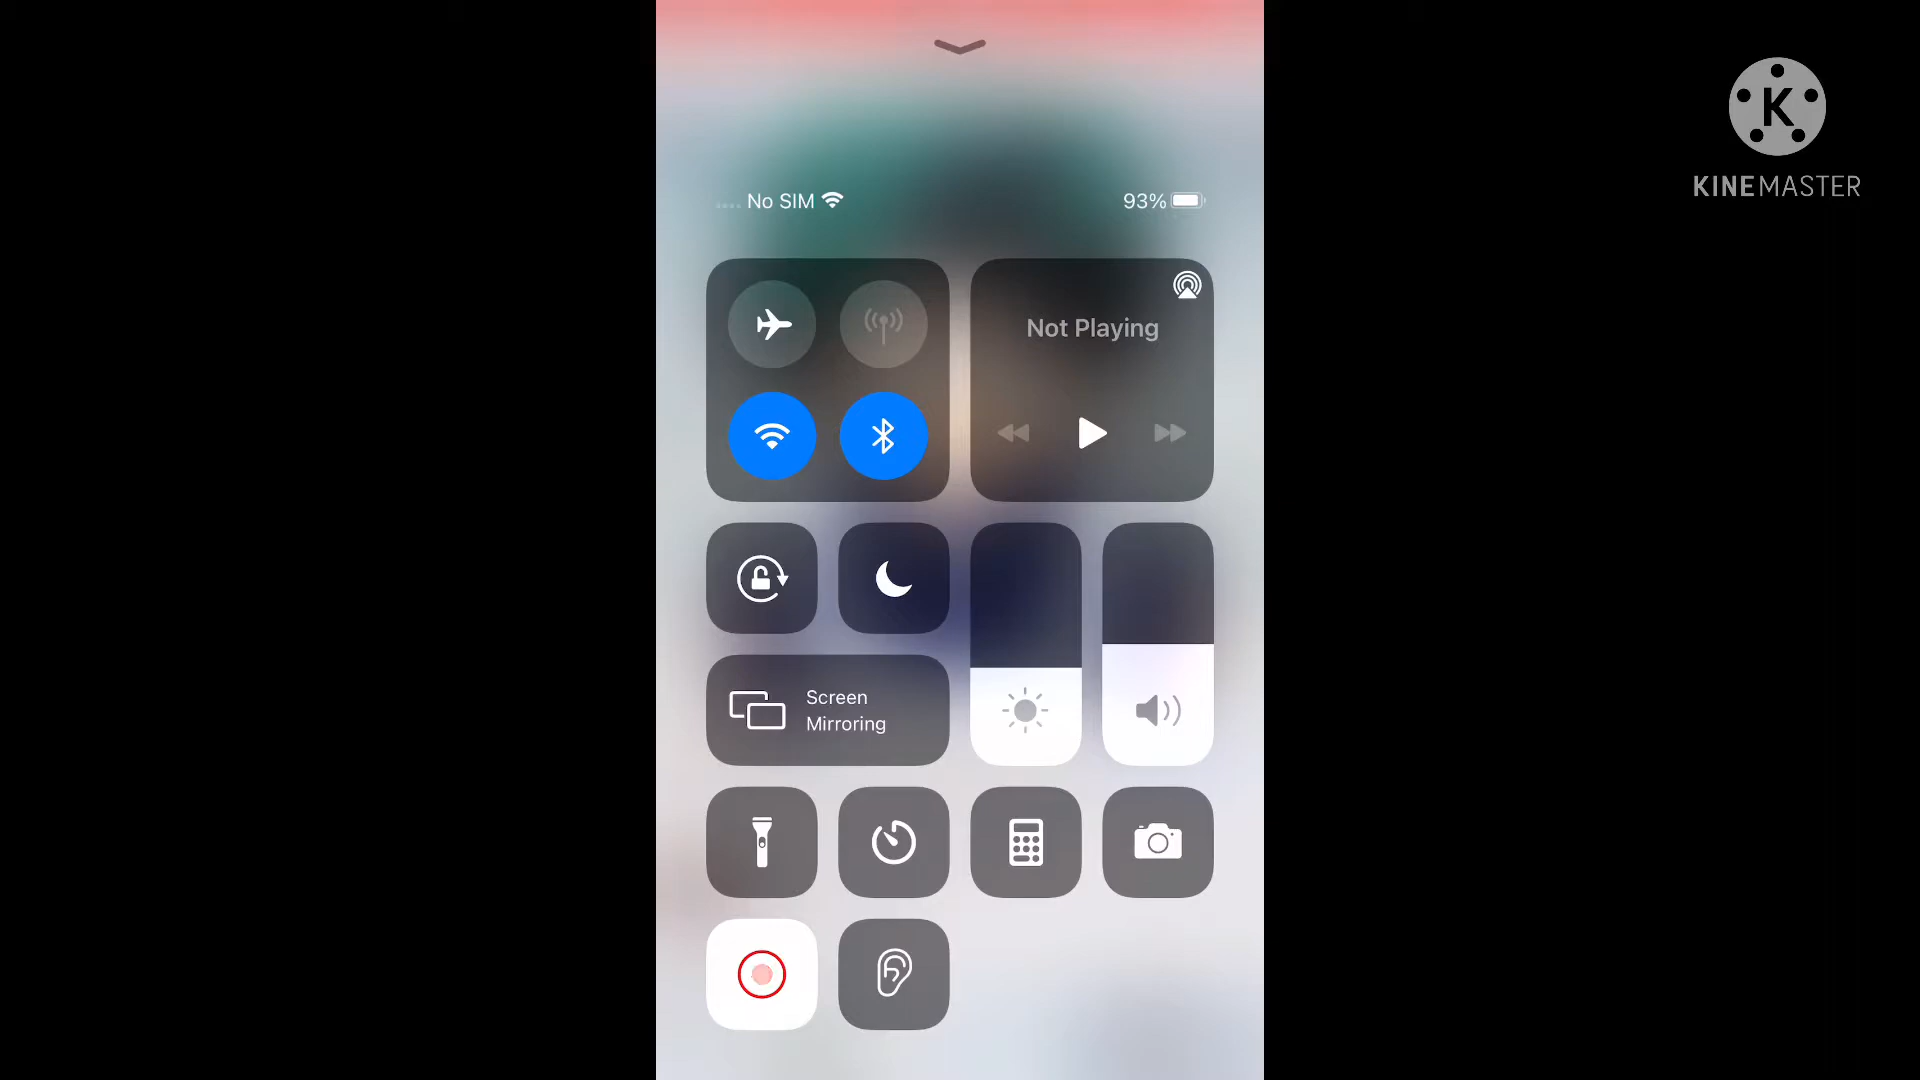 No SIM
93%
Not Playing
Screen
Mirroring
K
KINEMASTER